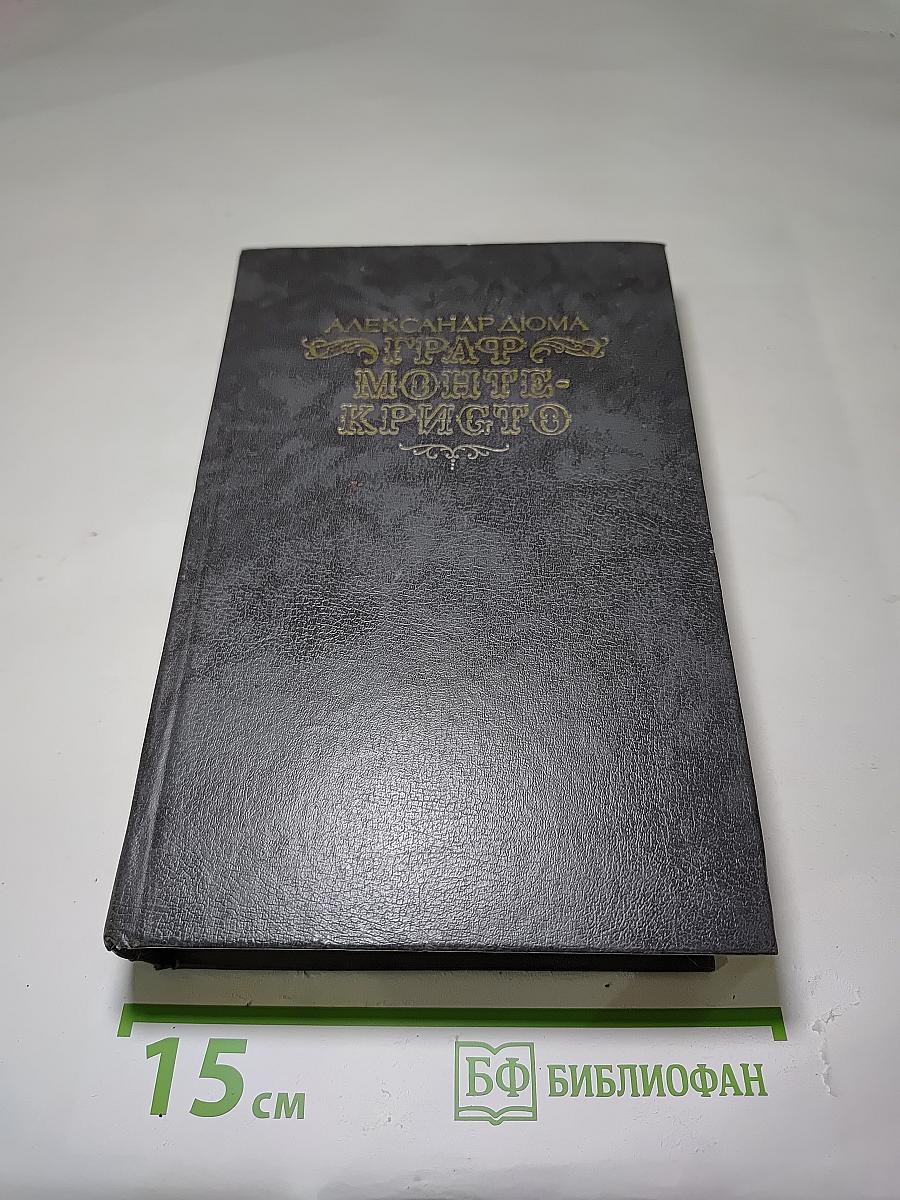 АЛЕКСАНДР ДЮМА
ГРАФ
МОНТЕ-
КРИСТО
15 см
БФ БИБЛИОФАН